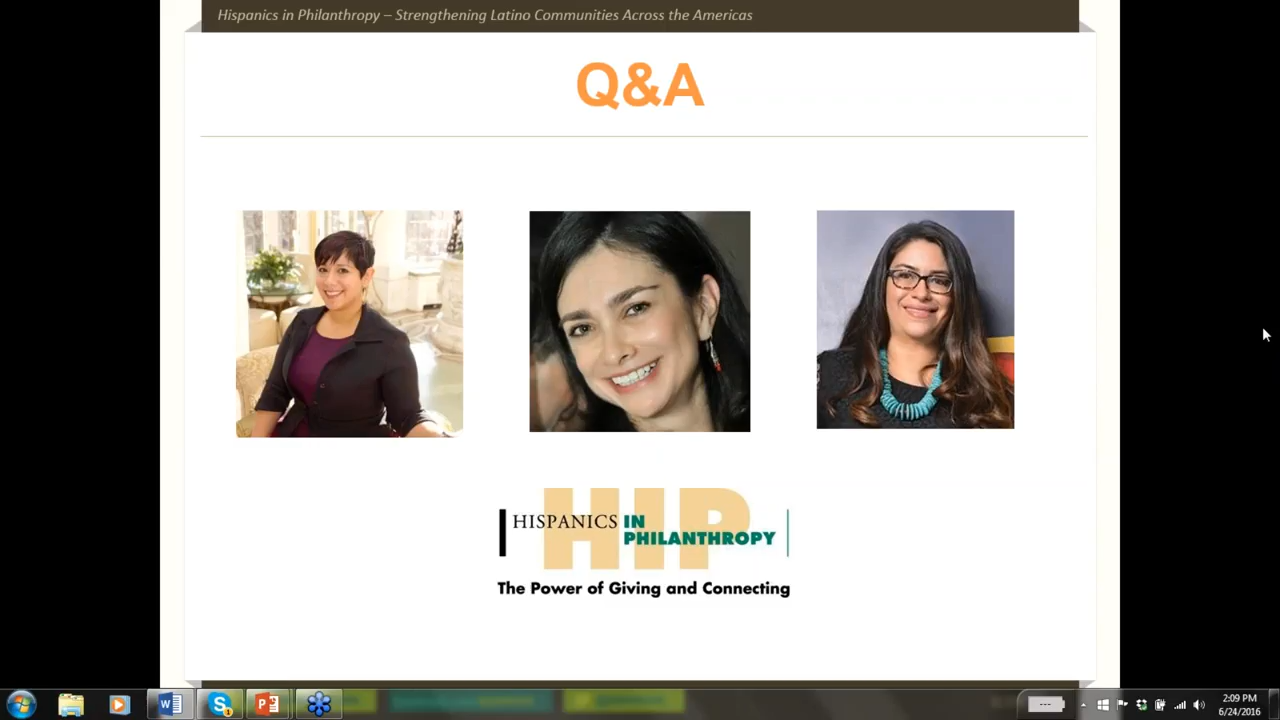 Hispanics in Philanthropy – Strengthening Latino Communities Across the Americas
Q&A
HIP
HISPANICS IN
PHILANTHROPY
The Power of Giving and Connecting
2:09 PM
6/24/2016